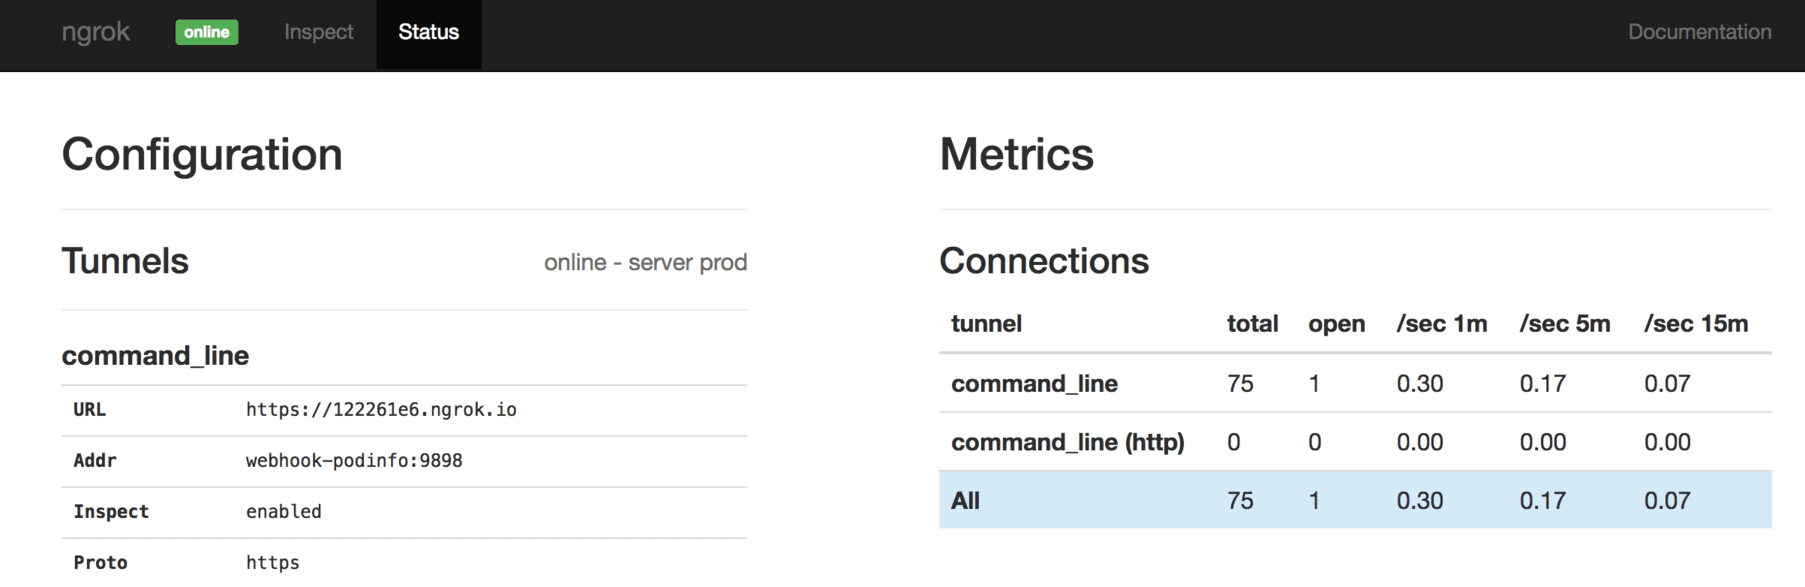 ngrok online Inspect Status Documentation
Configuration
Tunnels online - server prod
command_line
URL https://122261e6.ngrok.io
Addr webhook-podinfo:9898
Inspect enabled
Proto https
Metrics
Connections
tunnel total open /sec 1m /sec 5m /sec 15m
command_line 75 1 0.30 0.17 0.07
command_line (http) 0 0 0.00 0.00 0.00
All 75 1 0.30 0.17 0.07